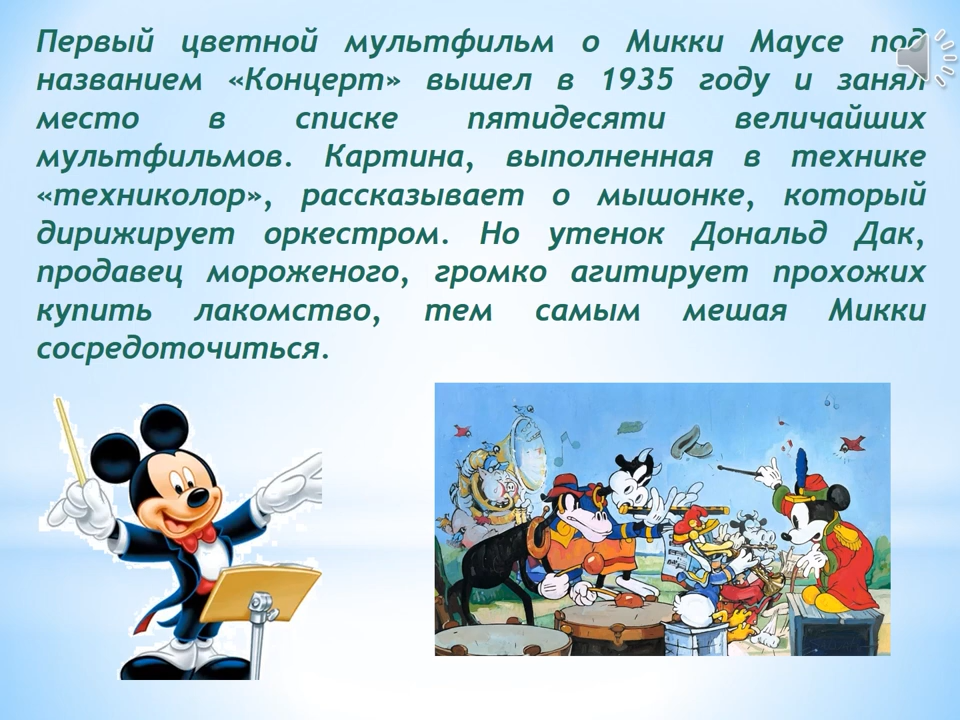 Первый цветной мультфильм о Микки Маусе под
названием «Концерт» вышел в 1935 году и занял
место в списке пятидесяти величайших
мультфильмов. Картина, выполненная в технике
«техниколор», рассказывает о мышонке, который
дирижирует оркестром. Но утенок Дональд Дак,
продавец мороженого, громко агитирует прохожих
купить лакомство, тем самым мешая Микки
сосредоточиться.